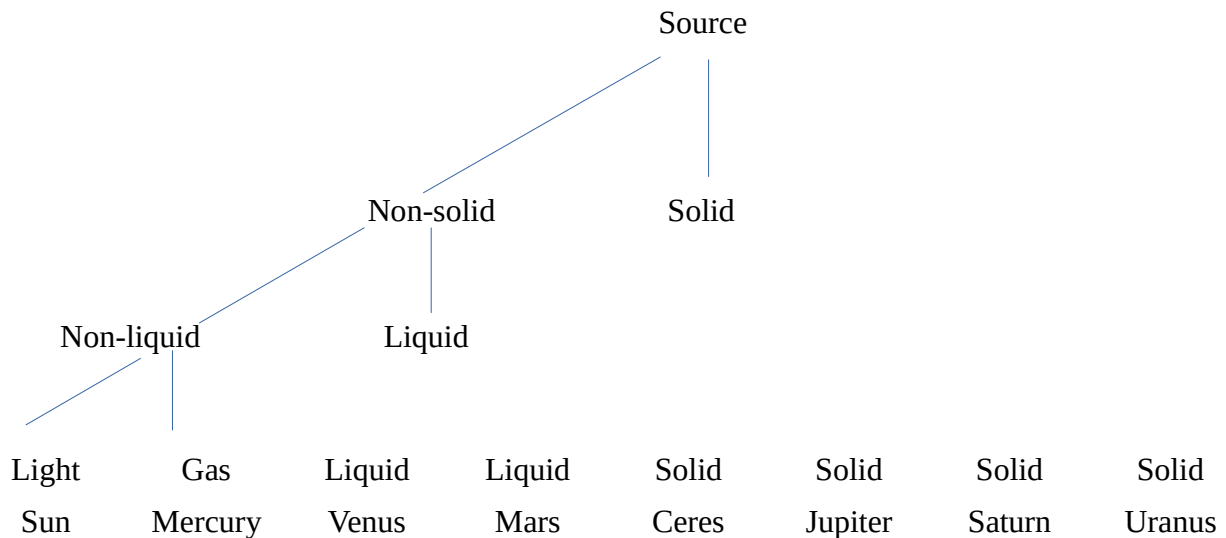 Source
Non-solid Solid
Non-liquid Liquid
Light Gas Liquid Liquid Solid Solid Solid Solid
Sun Mercury Venus Mars Ceres Jupiter Saturn Uranus